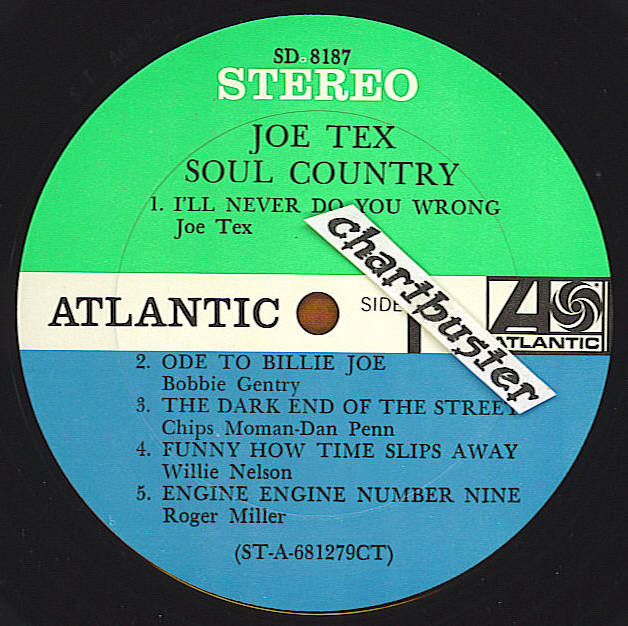 SD-8187
STEREO
JOE TEX
SOUL COUNTRY
1. I'LL NEVER DO YOU WRONG
Joe Tex
chartbuster
ATLANTIC
SIDE 1
ATLANTIC
2. ODE TO BILLIE JOE
Bobbie Gentry
3. THE DARK END OF THE STREET
Chips Moman-Dan Penn
4. FUNNY HOW TIME SLIPS AWAY
Willie Nelson
5. ENGINE ENGINE NUMBER NINE
Roger Miller
(ST-A-681279CT)